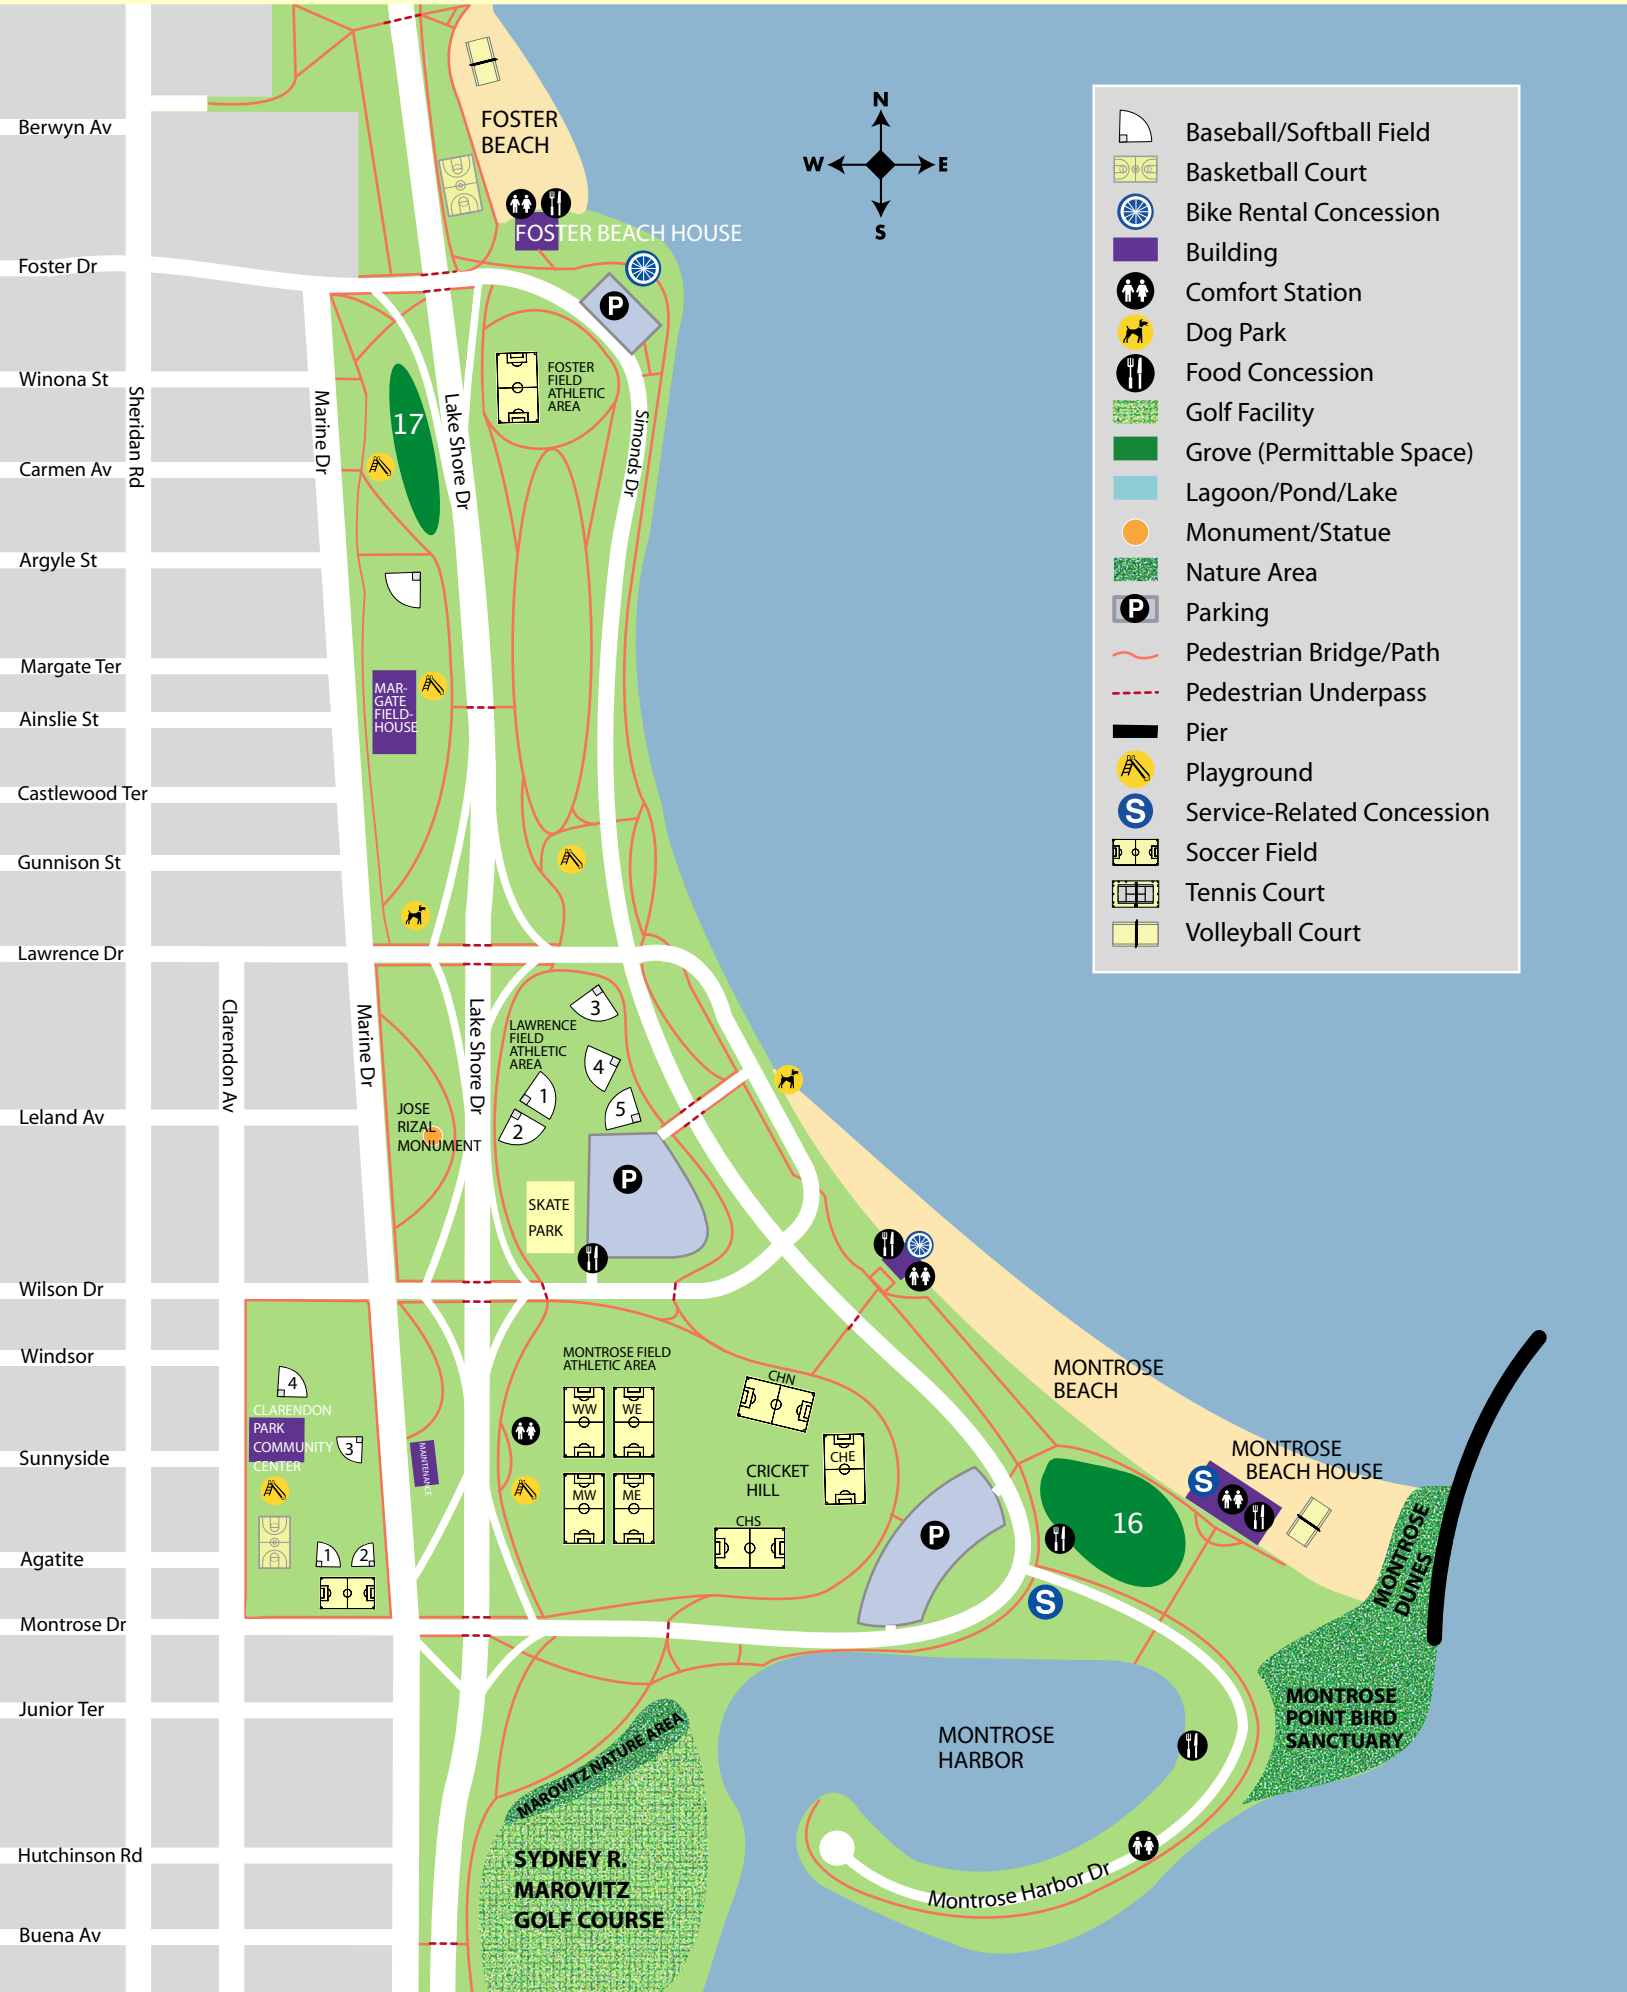 Berwyn Av
Foster Dr
Winona St
Carmen Av
Argyle St
Margate Ter
Ainslie St
Castlewood Ter
Gunnison St
Lawrence Dr
Leland Av
Wilson Dr
Windsor
Sunnyside
Agatite
Montrose Dr
Junior Ter
Hutchinson Rd
Buena Av
Sheridan Rd
Marine Dr
Lake Shore Dr
Simonds Dr
Clarendon Av
Marine Dr
Lake Shore Dr
FOSTER
BEACH
FOSTER BEACH HOUSE
P
FOSTER
FIELD
ATHLETIC
AREA
17
MAR-
GATE
FIELD-
HOUSE
LAWRENCE
FIELD
ATHLETIC
AREA
3
4
1
5
2
JOSE
RIZAL
MONUMENT
P
SKATE
PARK
4
CLARENDON
PARK
COMMUNITY
CENTER
3
1
2
MAINTENANCE
MONTROSE FIELD
ATHLETIC AREA
WW
WE
MW
ME
CHN
CHE
CRICKET
HILL
CHS
P
MONTROSE
BEACH
MONTROSE
BEACH HOUSE
S
16
S
MONTROSE
DUNES
MONTROSE
POINT BIRD
SANCTUARY
MONTROSE
HARBOR
Montrose Harbor Dr
MAROVITZ NATURE AREA
SYDNEY R.
MAROVITZ
GOLF COURSE
N
W
E
S
Baseball/Softball Field
Basketball Court
Bike Rental Concession
Building
Comfort Station
Dog Park
Food Concession
Golf Facility
Grove (Permittable Space)
Lagoon/Pond/Lake
Monument/Statue
Nature Area
P
Parking
Pedestrian Bridge/Path
Pedestrian Underpass
Pier
Playground
S
Service-Related Concession
Soccer Field
Tennis Court
Volleyball Court